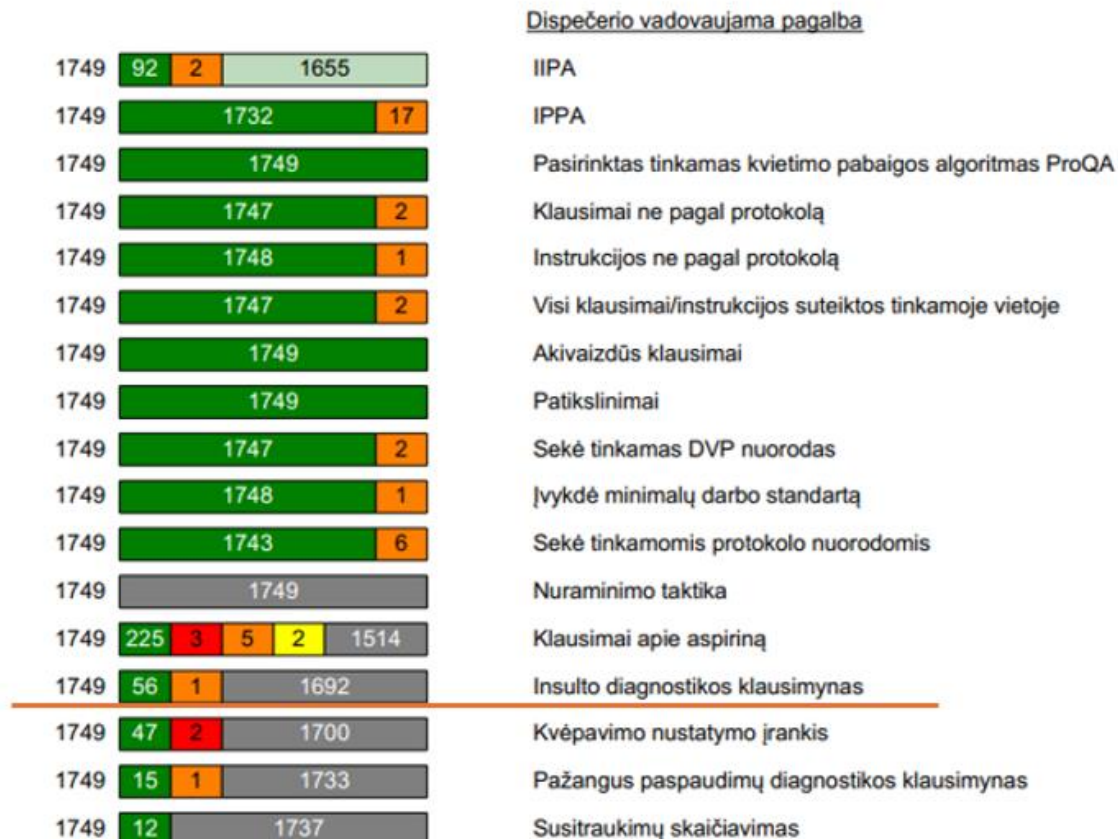 Dispečerio vadovaujama pagalba
1749 92 2 1655 IIPA
1749 1732 17 IPPA
1749 1749 Pasirinktas tinkamas kvietimo pabaigos algoritmas ProQA
1749 1747 2 Klausimai ne pagal protokolą
1749 1748 1 Instrukcijos ne pagal protokolą
1749 1747 2 Visi klausimai/instrukcijos suteiktos tinkamoje vietoje
1749 1749 Akivaizdūs klausimai
1749 1749 Patikslinimai
1749 1747 2 Sekė tinkamas DVP nuorodas
1749 1748 1 Įvykdė minimalų darbo standartą
1749 1743 6 Sekė tinkamomis protokolo nuorodomis
1749 1749 Nuraminimo taktika
1749 225 3 5 2 1514 Klausimai apie aspiriną
1749 56 1 1692 Insulto diagnostikos klausimynas
1749 47 2 1700 Kvėpavimo nustatymo įrankis
1749 15 1 1733 Pažangus paspaudimų diagnostikos klausimynas
1749 12 1737 Susitraukimų skaičiavimas